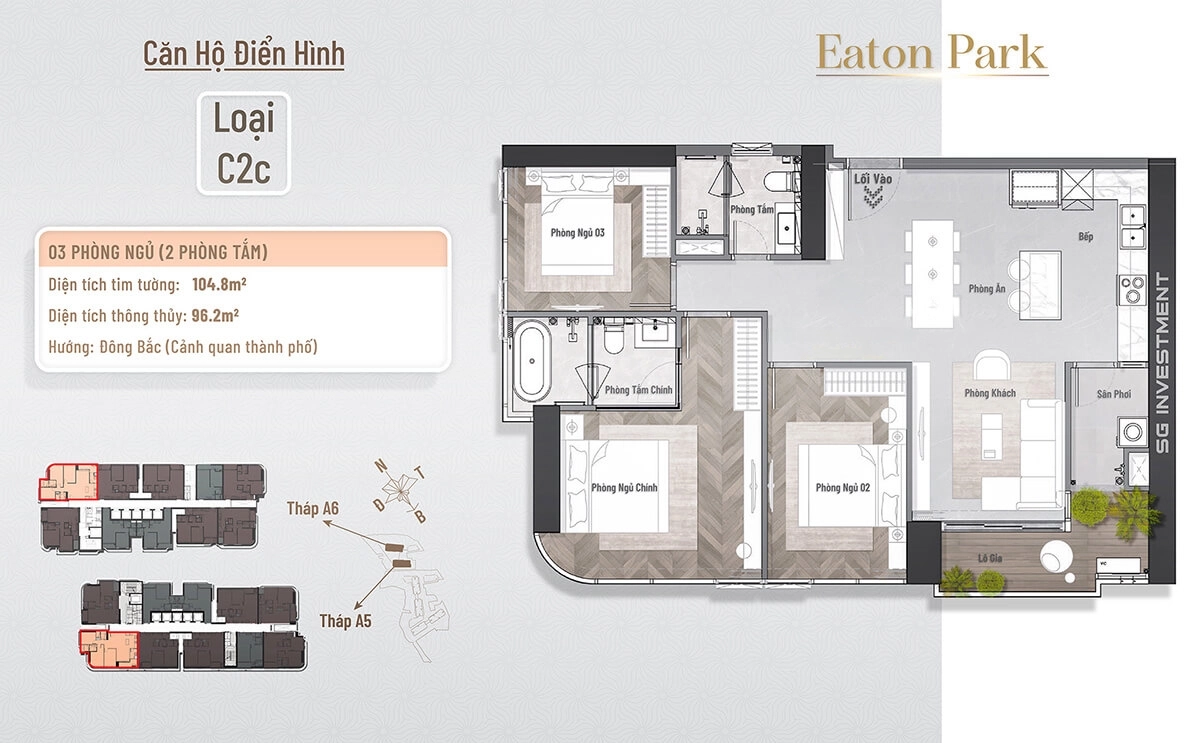 Căn Hộ Điển Hình
Eaton Park
Loại
C2c
03 PHÒNG NGỦ (2 PHÒNG TẮM)
Diện tích tim tường: 104.8m²
Diện tích thông thủy: 96.2m²
Hướng: Đông Bắc (Cảnh quan thành phố)
Lối Vào
Phòng Tắm
Phòng Ngủ 03
Bếp
Phòng Ăn
Phòng Tắm Chính
Phòng Khách
Sân Phơi
SG INVESTMENT
Phòng Ngủ Chính
Phòng Ngủ 02
Lô Gia
VC
N
T
Đ
B
Tháp A6
Tháp A5